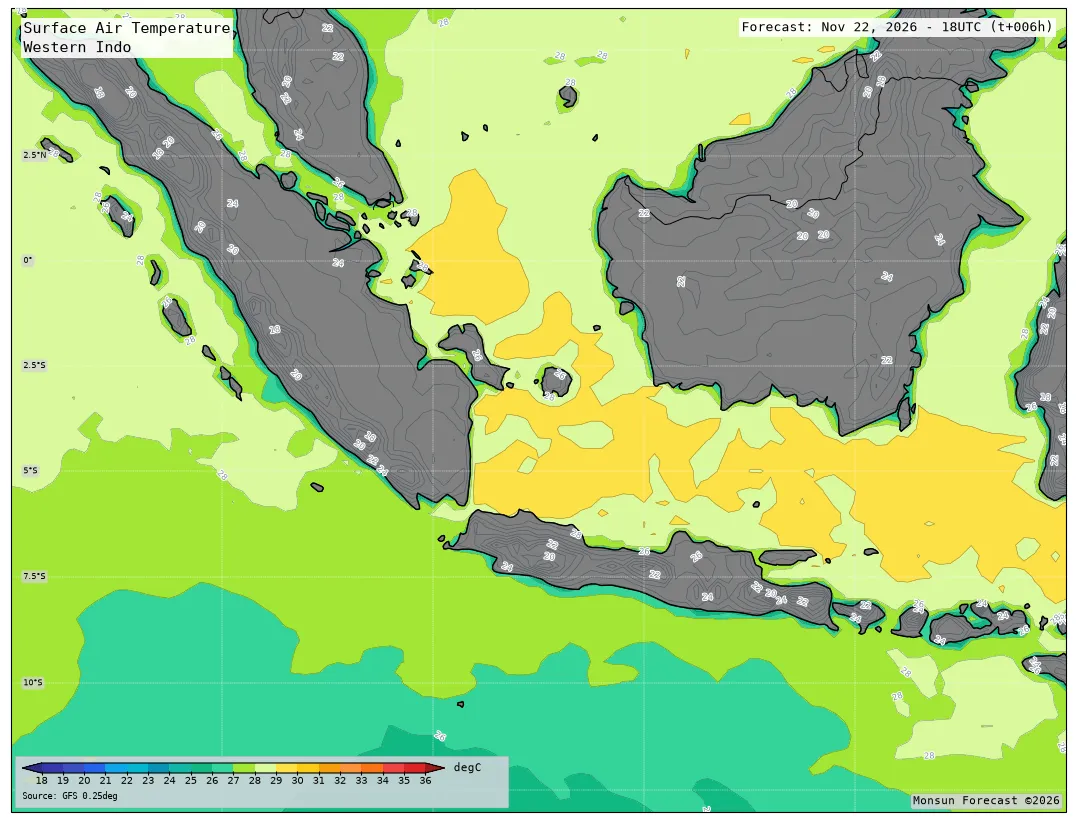 Surface Air Temperature
Western Indo
Forecast: Nov 22, 2026 - 18UTC (t+006h)
2.5°N
0°
2.5°S
5°S
7.5°S
10°S
18 19 20 21 22 23 24 25 26 27 28 29 30 31 32 33 34 35 36
degC
Source: GFS 0.25deg
Monsun Forecast ©2026